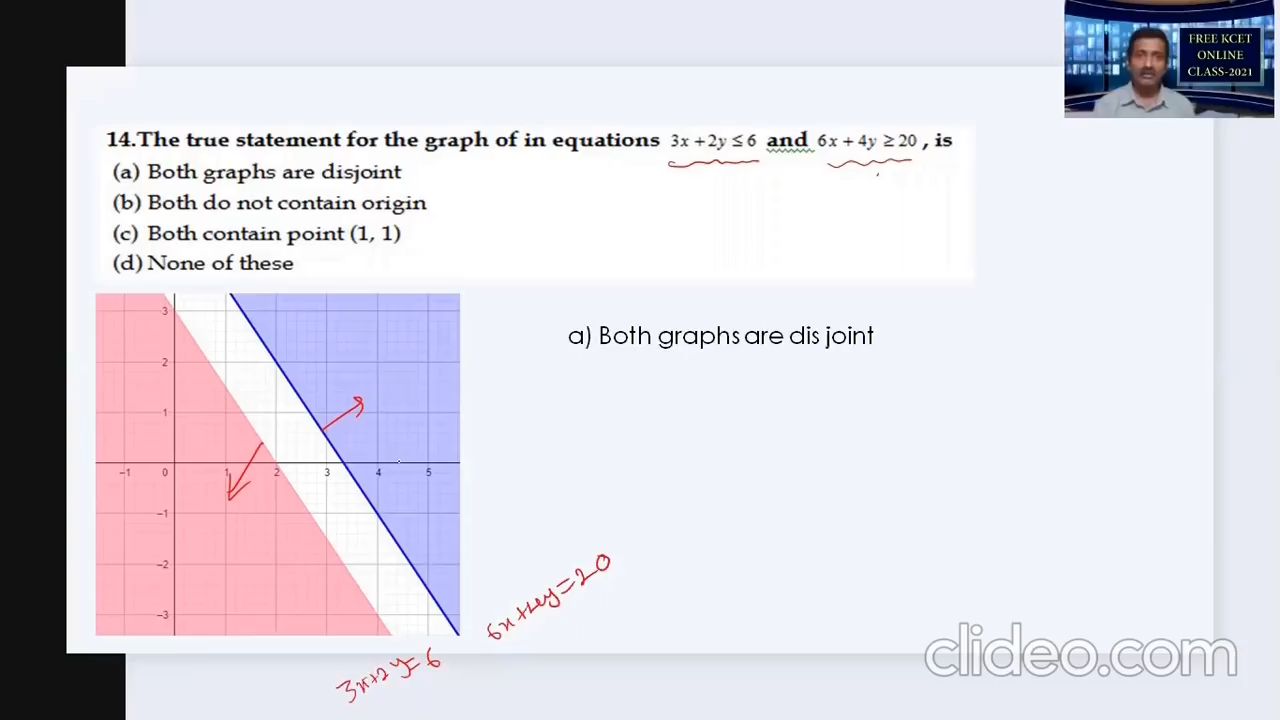 FREE KCET
ONLINE
CLASS-2021
14.The true statement for the graph of in equations 3x + 2y ≤ 6 and 6x + 4y ≥ 20 , is
(a) Both graphs are disjoint
(b) Both do not contain origin
(c) Both contain point (1, 1)
(d) None of these
a) Both graphs are dis joint
3
2
1
-1 0 1 2 3 4 5
-1
-2
-3
6x+4y=20
3x+2y=6
clideo.com